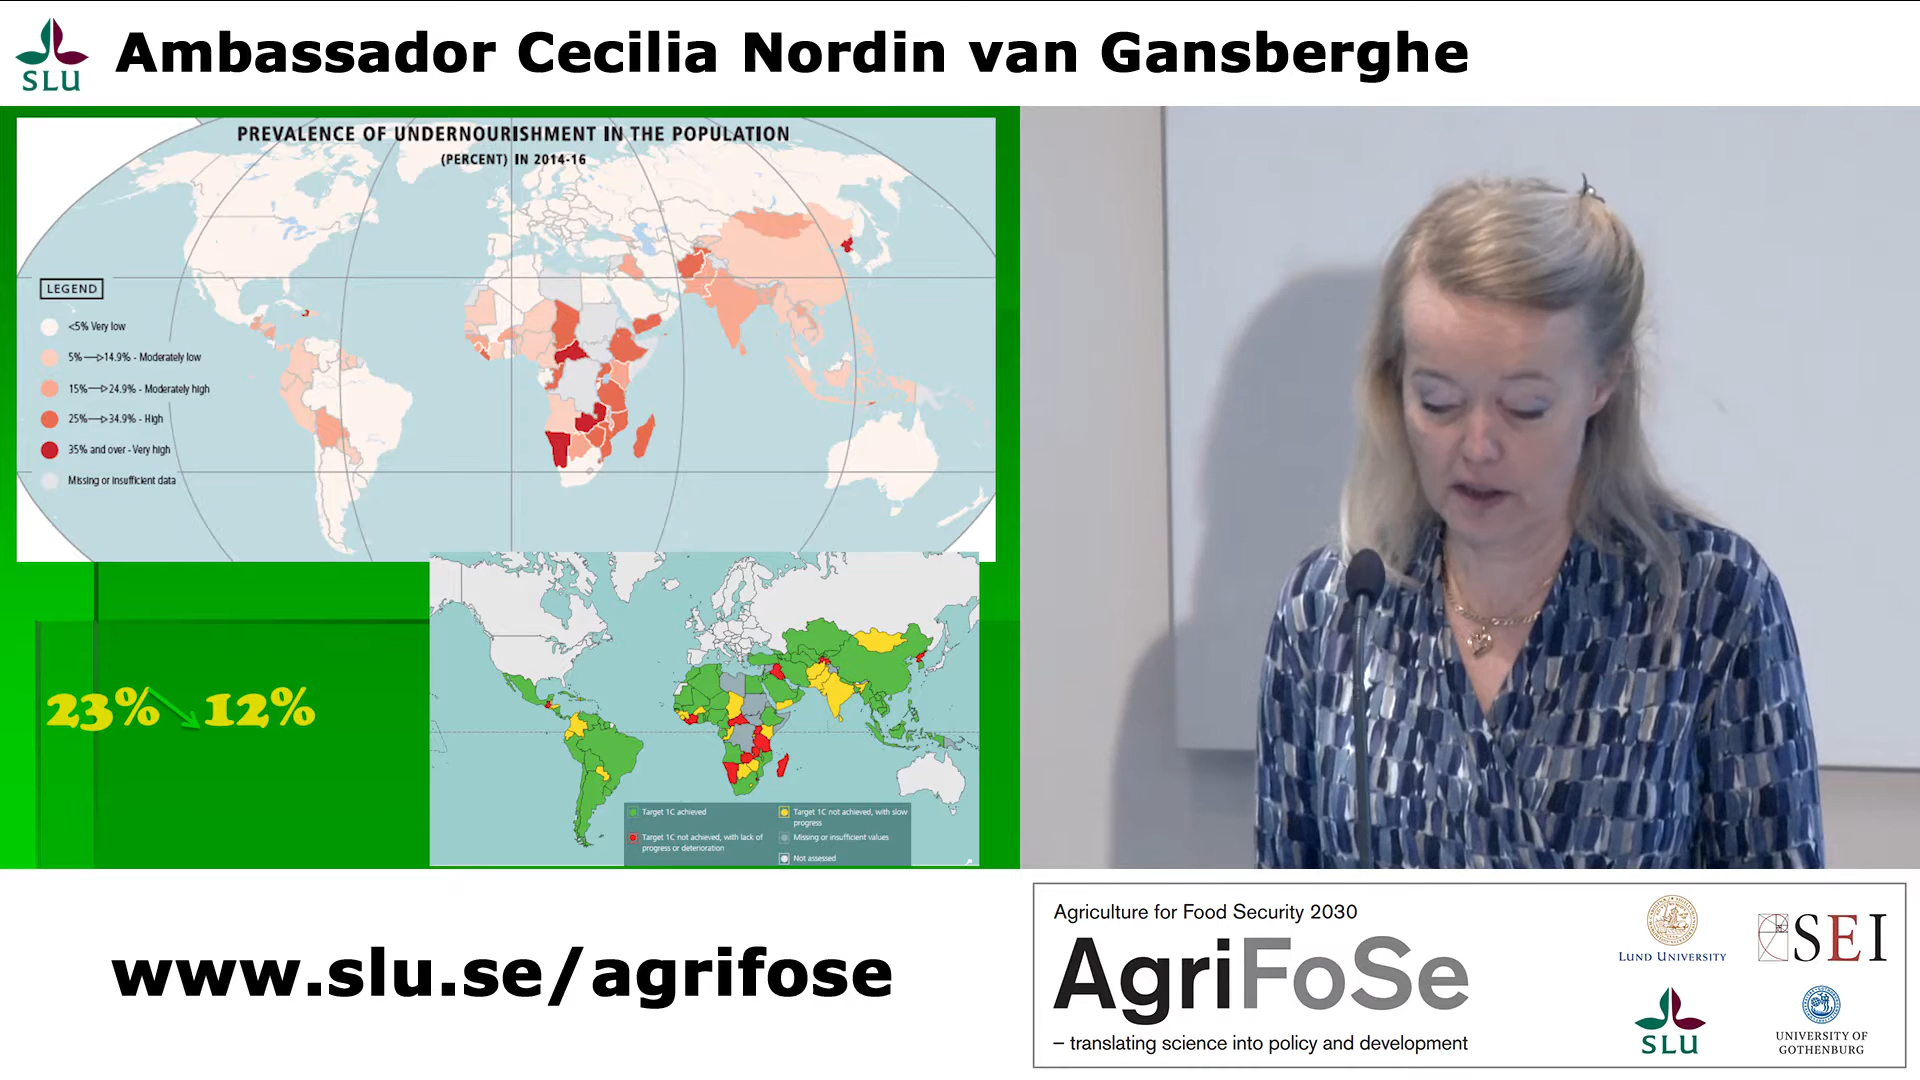 SLU
Ambassador Cecilia Nordin van Gansberghe
PREVALENCE OF UNDERNOURISHMENT IN THE POPULATION
(PERCENT) IN 2014-16
LEGEND
<5% Very low
5%→14.9% - Moderately low
15%→24.9% - Moderately high
25%→34.9% - High
35% and over - Very high
Missing or insufficient data
23% 12%
Target 1C achieved
Target 1C not achieved, with lack of
progress or deterioration
Target 1C not achieved, with slow
progress
Missing or insufficient values
Not assessed
www.slu.se/agrifose
Agriculture for Food Security 2030
AgriFoSe
– translating science into policy and development
LUND UNIVERSITY
SEI
SLU
UNIVERSITY OF
GOTHENBURG